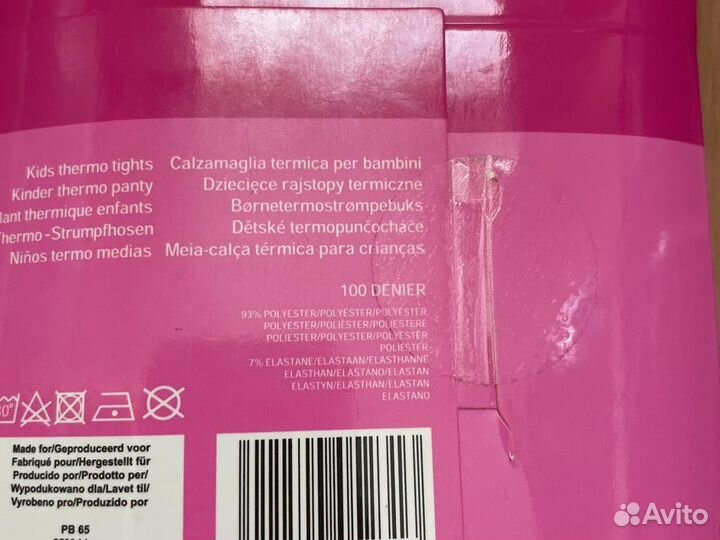 Kids thermo tights
Kinder thermo panty
lant thermique enfants
Thermo-Strumpfhosen
Niños termo medias
Calzamaglia termica per bambini
Dziecięce rajstopy termiczne
Børnetermostrømpebuks
Dětské termopunčochače
Meia-calça térmica para crianças
100 DENIER
93% POLYESTER/POLYESTER/POLYESTER
POLYESTER/POLIÉSTER/POLIESTERE
POLYESTER/POLYESTER/POLYESTER
POLIESTER
7% ELASTANE/ELASTAAN/ELASTHANNE
ELASTHAN/ELASTANO/ELASTAN
ELASTYN/ELASTHAN/ELASTAN
ELASTANO
Made for/Geproduceerd voor
Fabriqué pour/Hergestellt für
Producido por/Prodotto per/
Wypodukowano dla/Lavet til/
Vyrobeno pro/Produzido por
PB 65
Avito